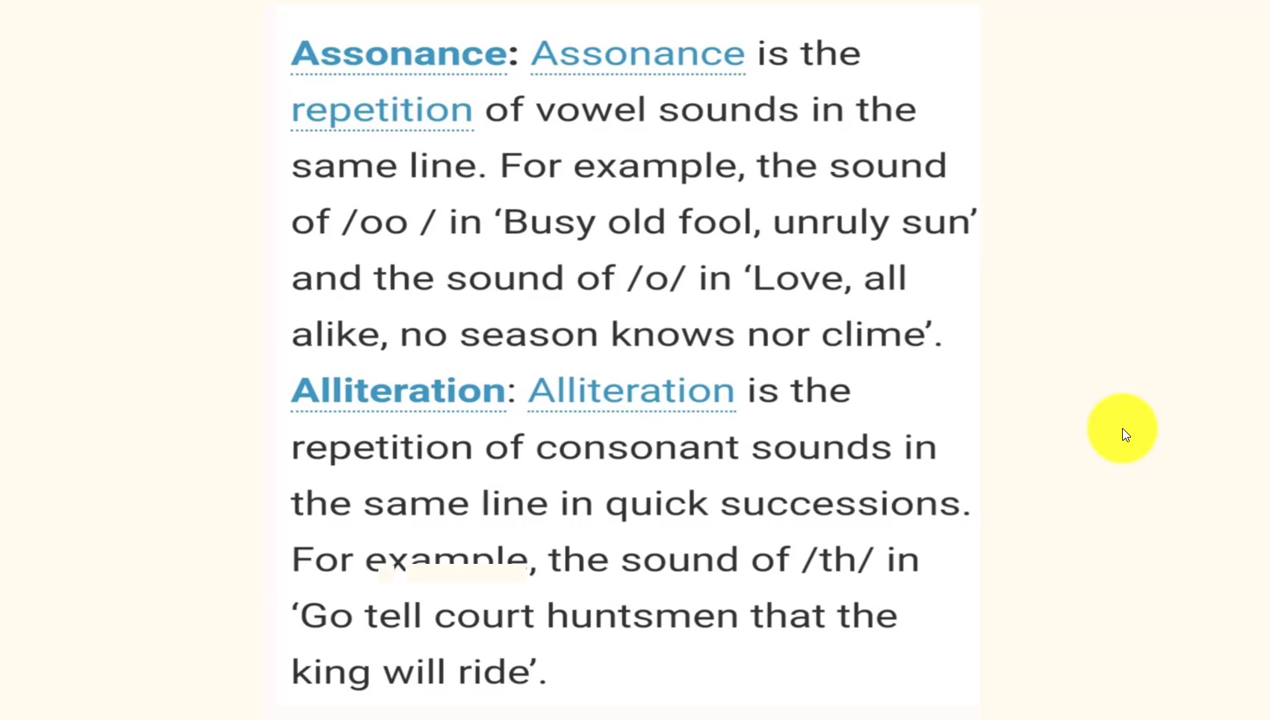 Assonance: Assonance is the
repetition of vowel sounds in the
same line. For example, the sound
of /oo / in ‘Busy old fool, unruly sun’
and the sound of /o/ in ‘Love, all
alike, no season knows nor clime’.
Alliteration: Alliteration is the
repetition of consonant sounds in
the same line in quick successions.
For example, the sound of /th/ in
‘Go tell court huntsmen that the
king will ride’.